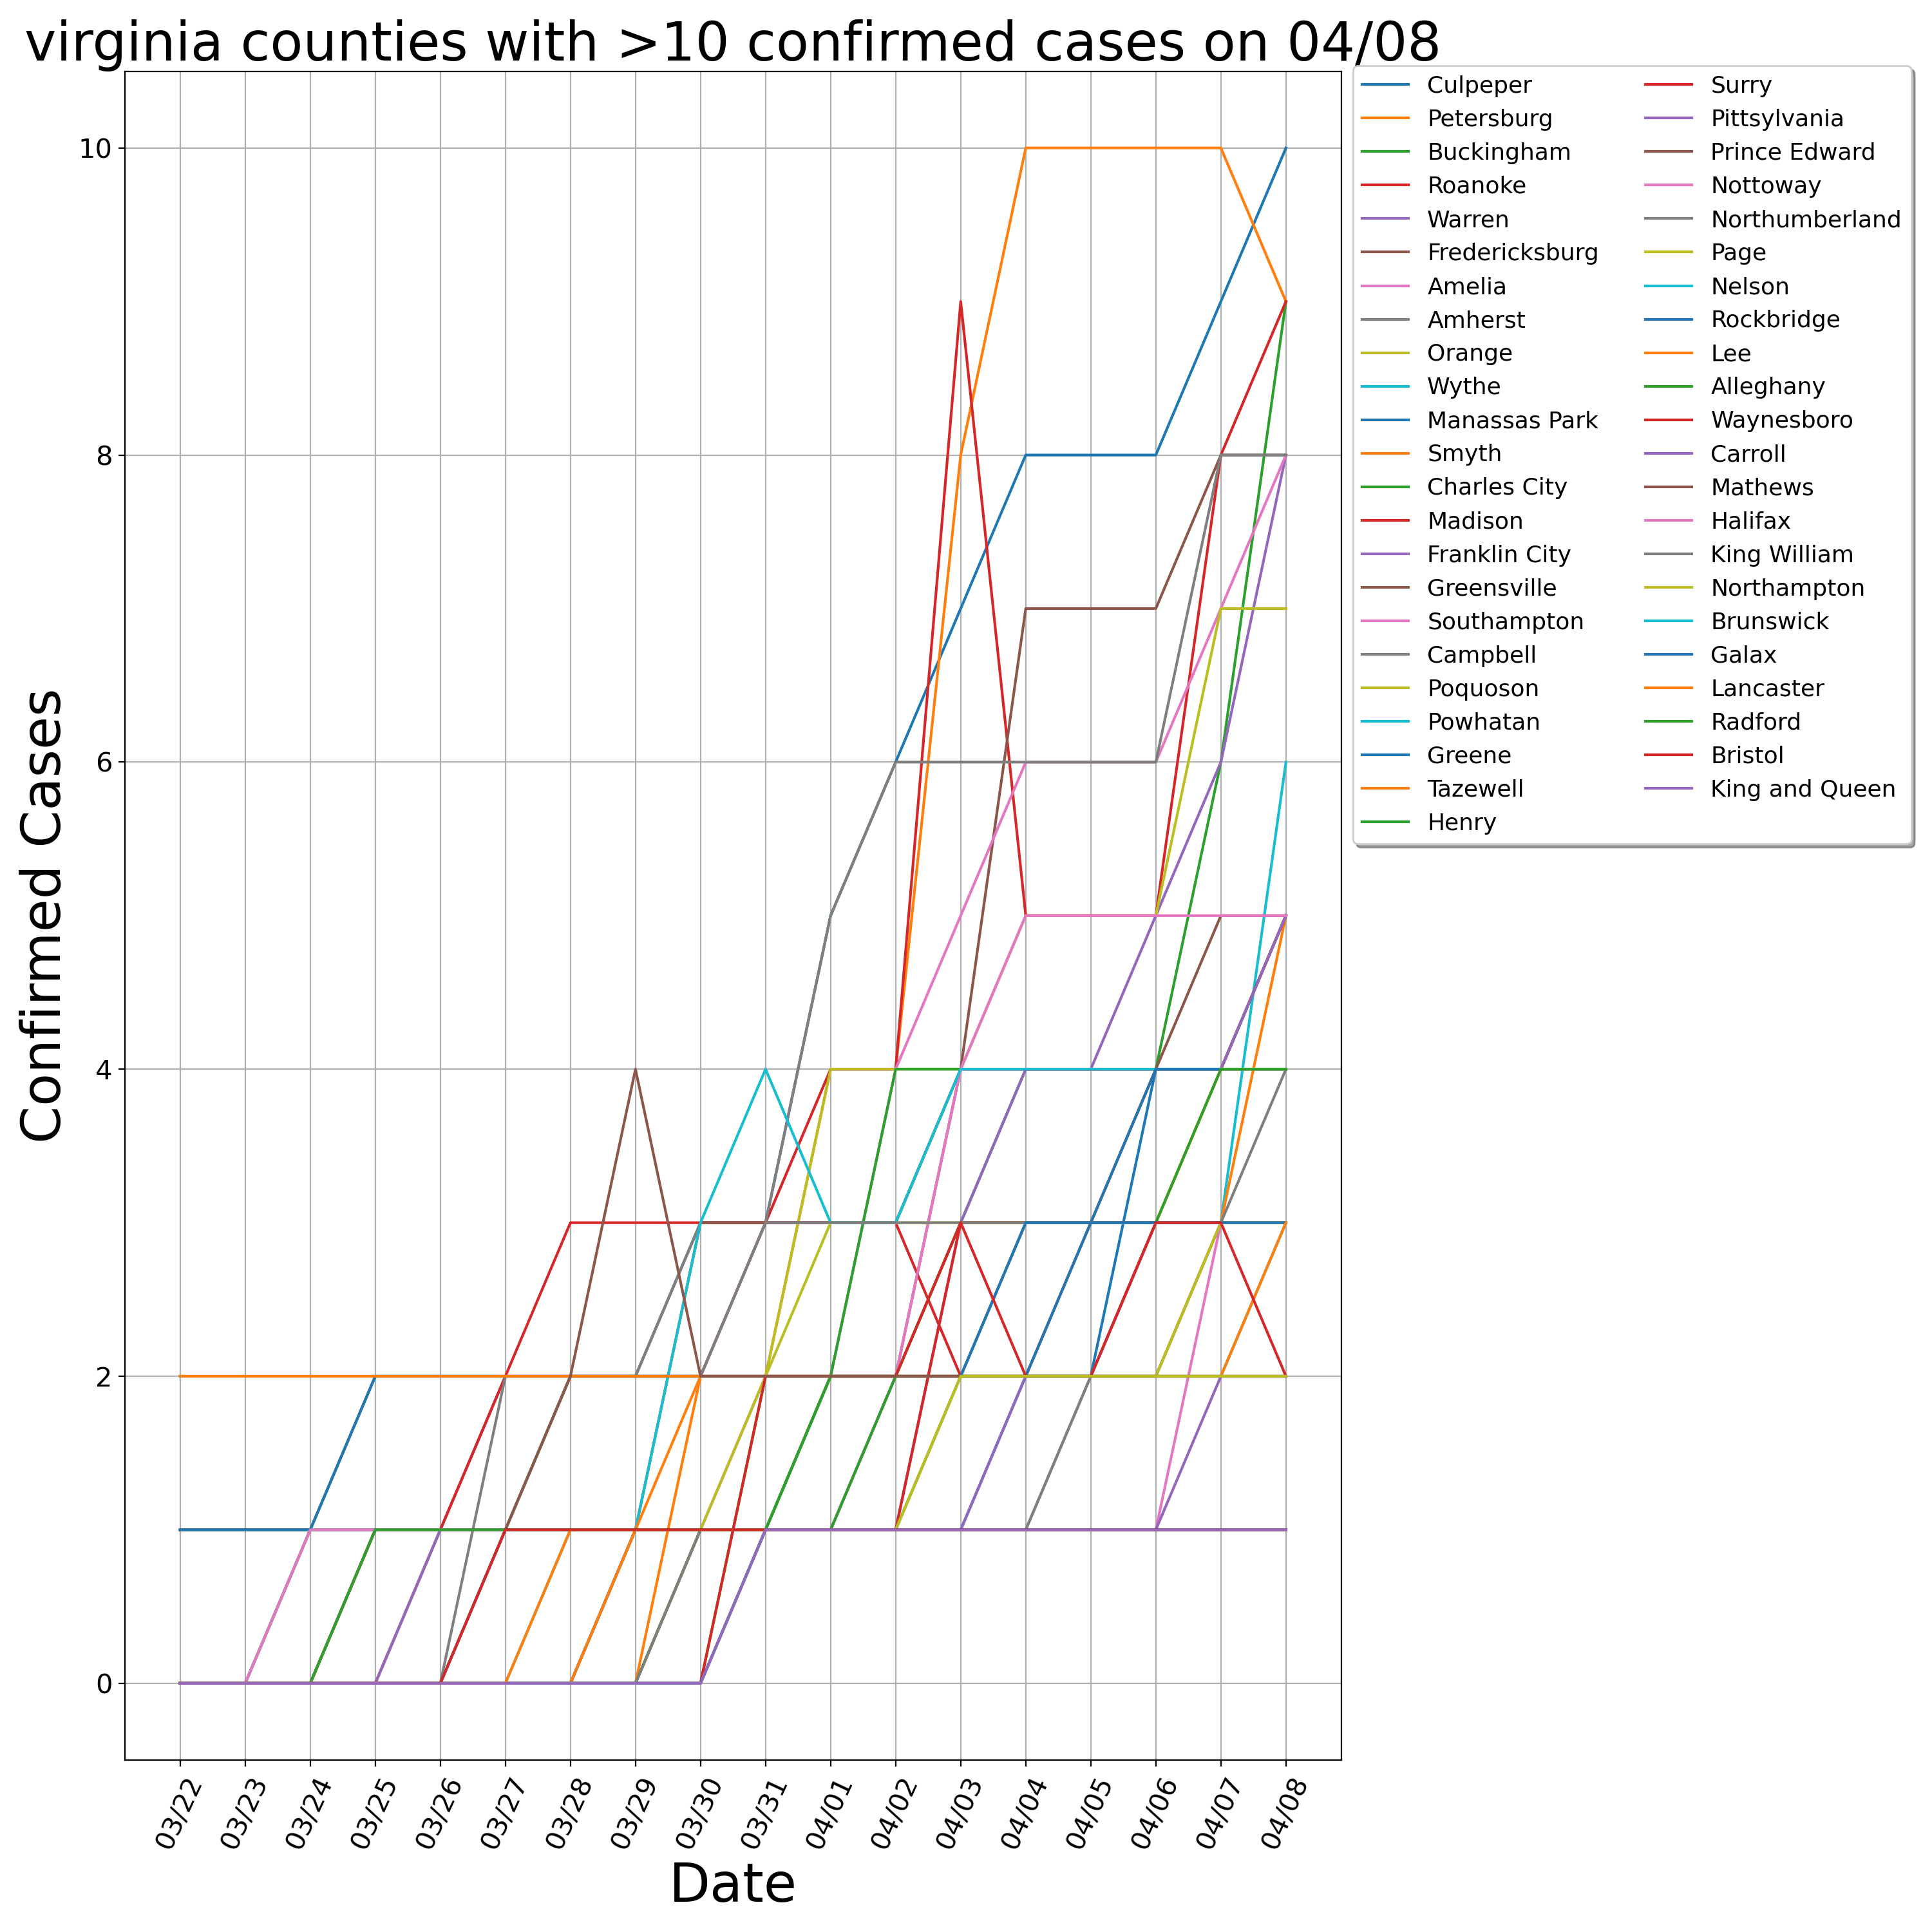 virginia counties with >10 confirmed cases on 04/08
Confirmed Cases
10
8
6
4
2
0
03/22
03/23
03/24
03/25
03/26
03/27
03/28
03/29
03/30
03/31
04/01
04/02
04/03
04/04
04/05
04/06
04/07
04/08
Date
Culpeper
Petersburg
Buckingham
Roanoke
Warren
Fredericksburg
Amelia
Amherst
Orange
Wythe
Manassas Park
Smyth
Charles City
Madison
Franklin City
Greensville
Southampton
Campbell
Poquoson
Powhatan
Greene
Tazewell
Henry
Surry
Pittsylvania
Prince Edward
Nottoway
Northumberland
Page
Nelson
Rockbridge
Lee
Alleghany
Waynesboro
Carroll
Mathews
Halifax
King William
Northampton
Brunswick
Galax
Lancaster
Radford
Bristol
King and Queen